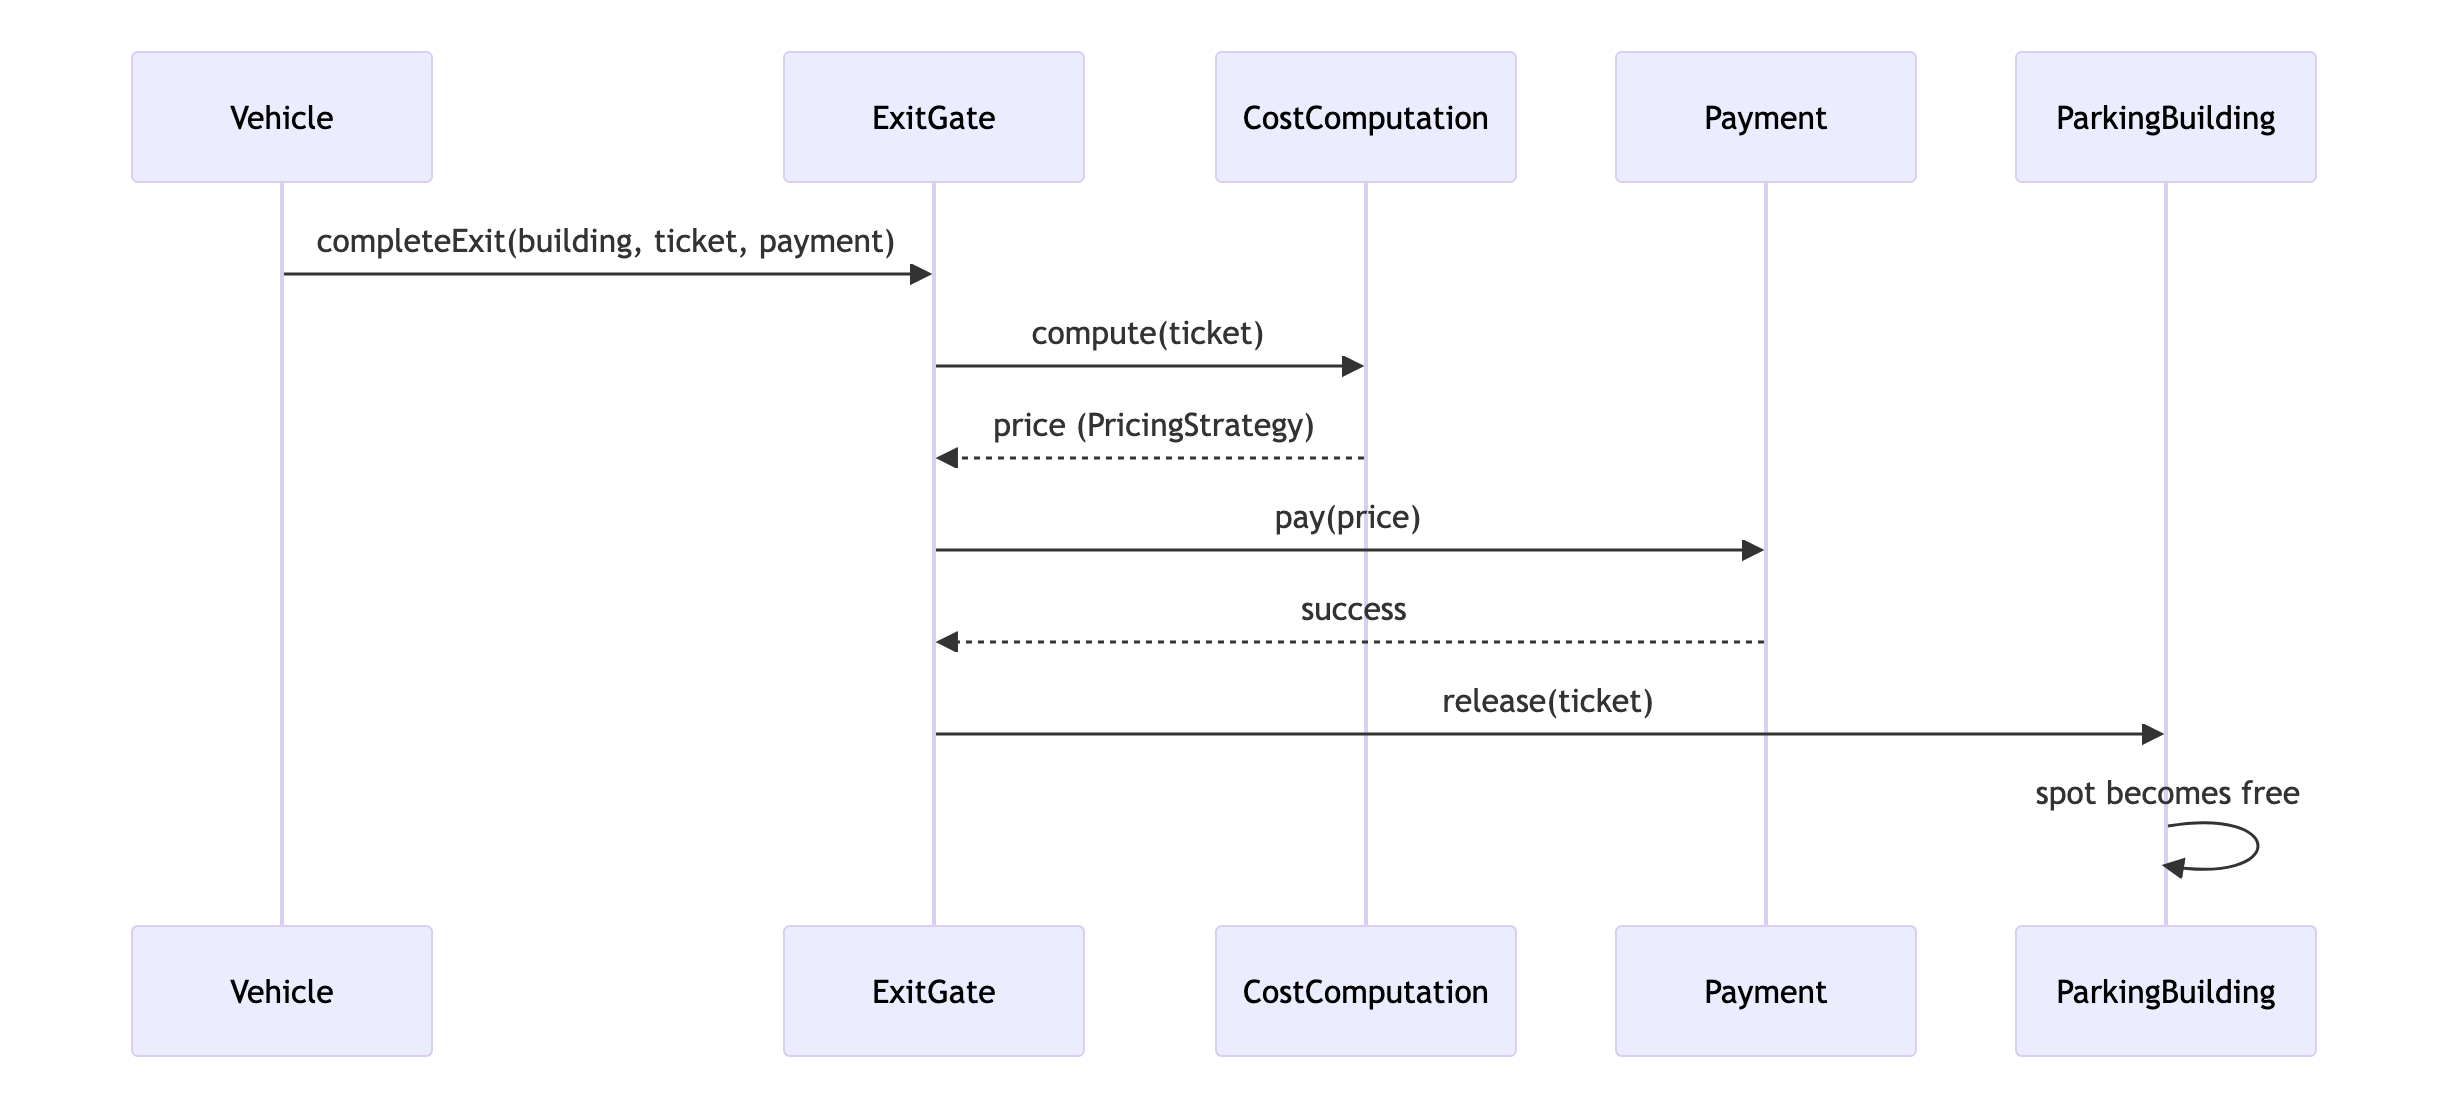 Vehicle
ExitGate
CostComputation
Payment
ParkingBuilding
completeExit(building, ticket, payment)
compute(ticket)
price (PricingStrategy)
pay(price)
success
release(ticket)
spot becomes free
Vehicle
ExitGate
CostComputation
Payment
ParkingBuilding